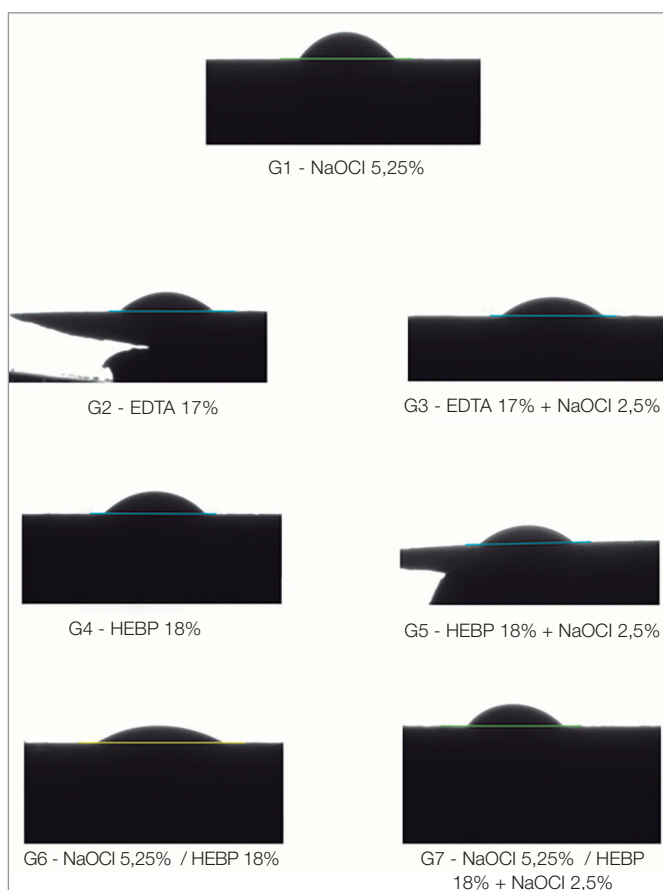 G1 - NaOCl 5,25%
G2 - EDTA 17%
G3 - EDTA 17% + NaOCl 2,5%
G4 - HEBP 18%
G5 - HEBP 18% + NaOCl 2,5%
G6 - NaOCl 5,25% / HEBP 18%
G7 - NaOCl 5,25% / HEBP
18% + NaOCl 2,5%